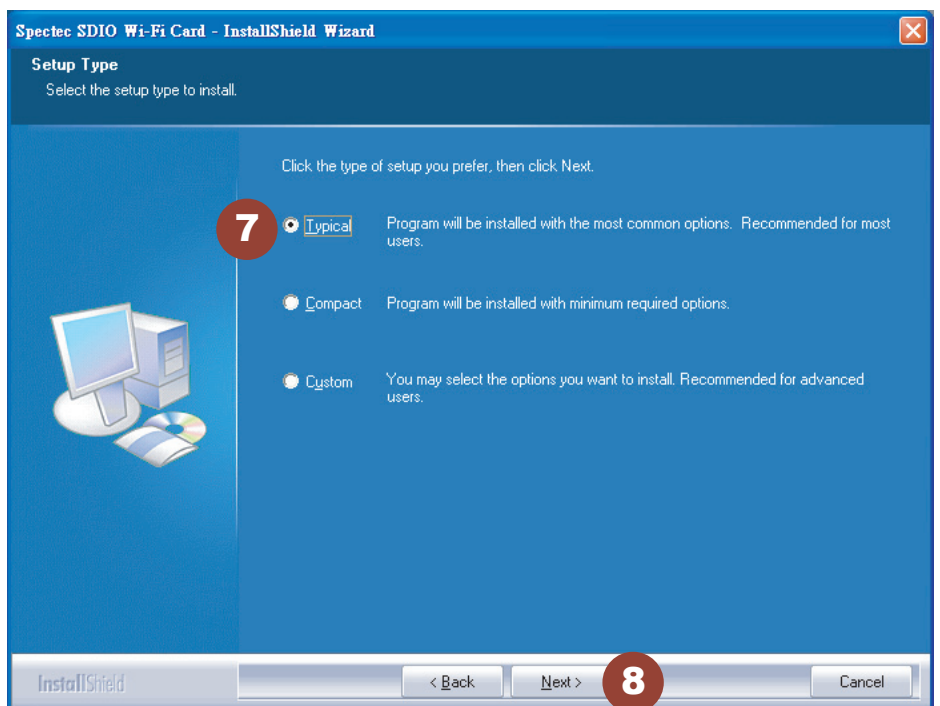 Spectec SDIO Wi-Fi Card - InstallShield Wizard
Setup Type
Select the setup type to install.
Click the type of setup you prefer, then click Next.
7
Typical
Program will be installed with the most common options. Recommended for most
users.
Compact
Program will be installed with minimum required options.
Custom
You may select the options you want to install. Recommended for advanced
users.
InstallShield
< Back
Next >
8
Cancel